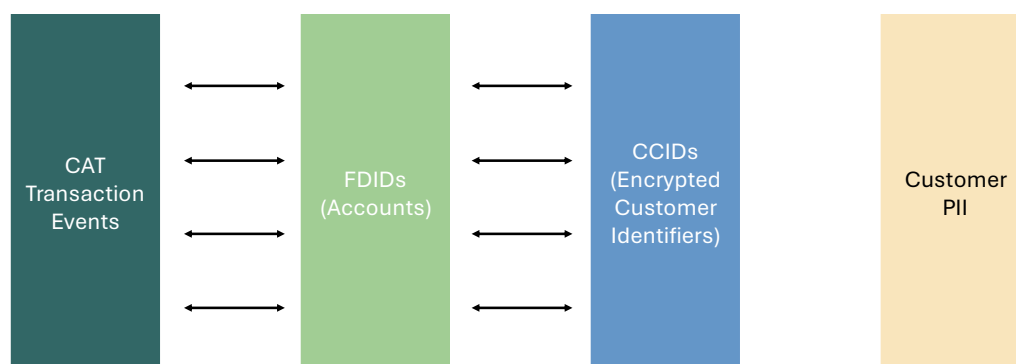 CAT
Transaction
Events
FDIDs
(Accounts)
CCIDs
(Encrypted
Customer
Identifiers)
Customer
PII